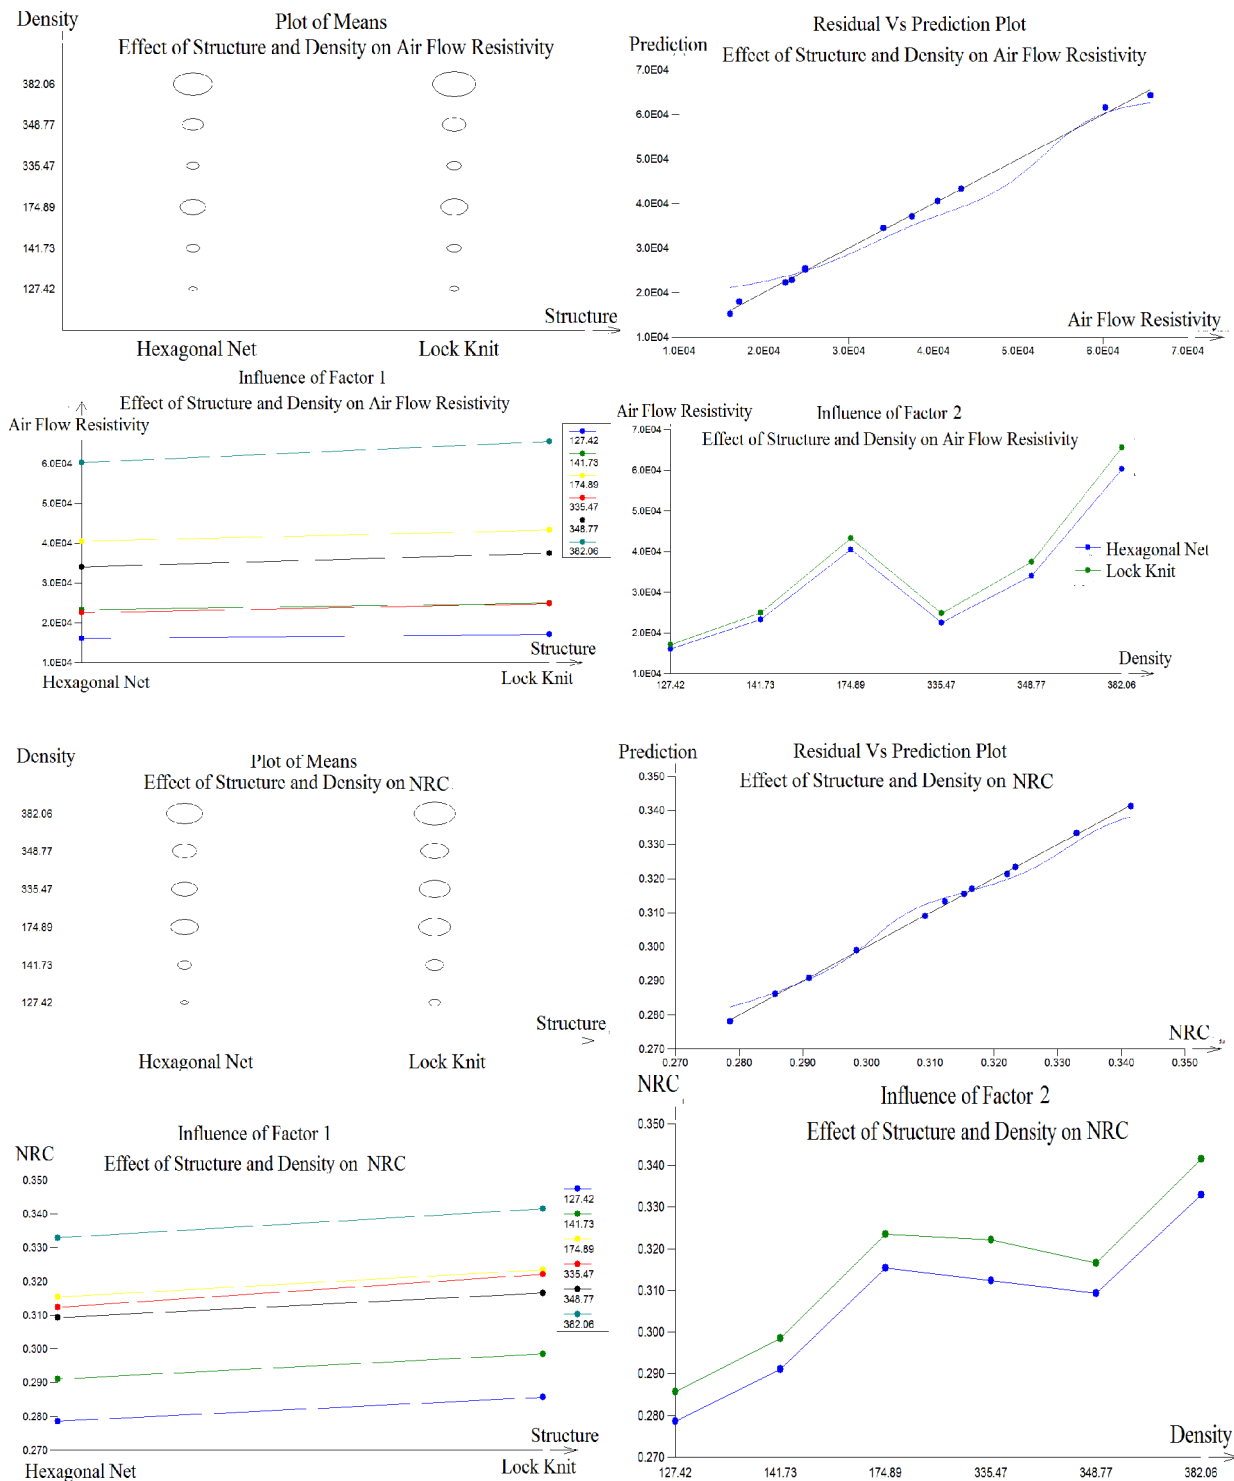 Density
Plot of Means
Effect of Structure and Density on Air Flow Resistivity
382.06
348.77
335.47
174.89
141.73
127.42
Structure
Hexagonal Net
Lock Knit
Residual Vs Prediction Plot
Prediction
Effect of Structure and Density on Air Flow Resistivity
7.0E04
6.0E04
5.0E04
4.0E04
3.0E04
2.0E04
1.0E04
Air Flow Resistivity
1.0E04 2.0E04 3.0E04 4.0E04 5.0E04 6.0E04 7.0E04
Influence of Factor 1
Effect of Structure and Density on Air Flow Resistivity
Air Flow Resistivity
6.0E04
5.0E04
4.0E04
3.0E04
2.0E04
1.0E04
127.42
141.73
174.89
335.47
348.77
382.06
Structure
Hexagonal Net
Lock Knit
Air Flow Resistivity
Influence of Factor 2
Effect of Structure and Density on Air Flow Resistivity
7.0E04
6.0E04
5.0E04
4.0E04
3.0E04
2.0E04
1.0E04
Hexagonal Net
Lock Knit
Density
127.42 141.73 174.89 335.47 348.77 382.06
Density
Plot of Means
Effect of Structure and Density on NRC
382.06
348.77
335.47
174.89
141.73
127.42
Structure
Hexagonal Net
Lock Knit
Prediction
Residual Vs Prediction Plot
Effect of Structure and Density on NRC
0.350
0.340
0.330
0.320
0.310
0.300
0.290
0.280
0.270
NRC
0.270 0.280 0.290 0.300 0.310 0.320 0.330 0.340 0.350
Influence of Factor 1
NRC
Effect of Structure and Density on NRC
0.350
0.340
0.330
0.320
0.310
0.300
0.290
0.280
0.270
127.42
141.73
174.89
335.47
348.77
382.06
Structure
Hexagonal Net
Lock Knit
NRC
Influence of Factor 2
Effect of Structure and Density on NRC
0.350
0.340
0.330
0.320
0.310
0.300
0.290
0.280
0.270
Density
127.42 141.73 174.89 335.47 348.77 382.06